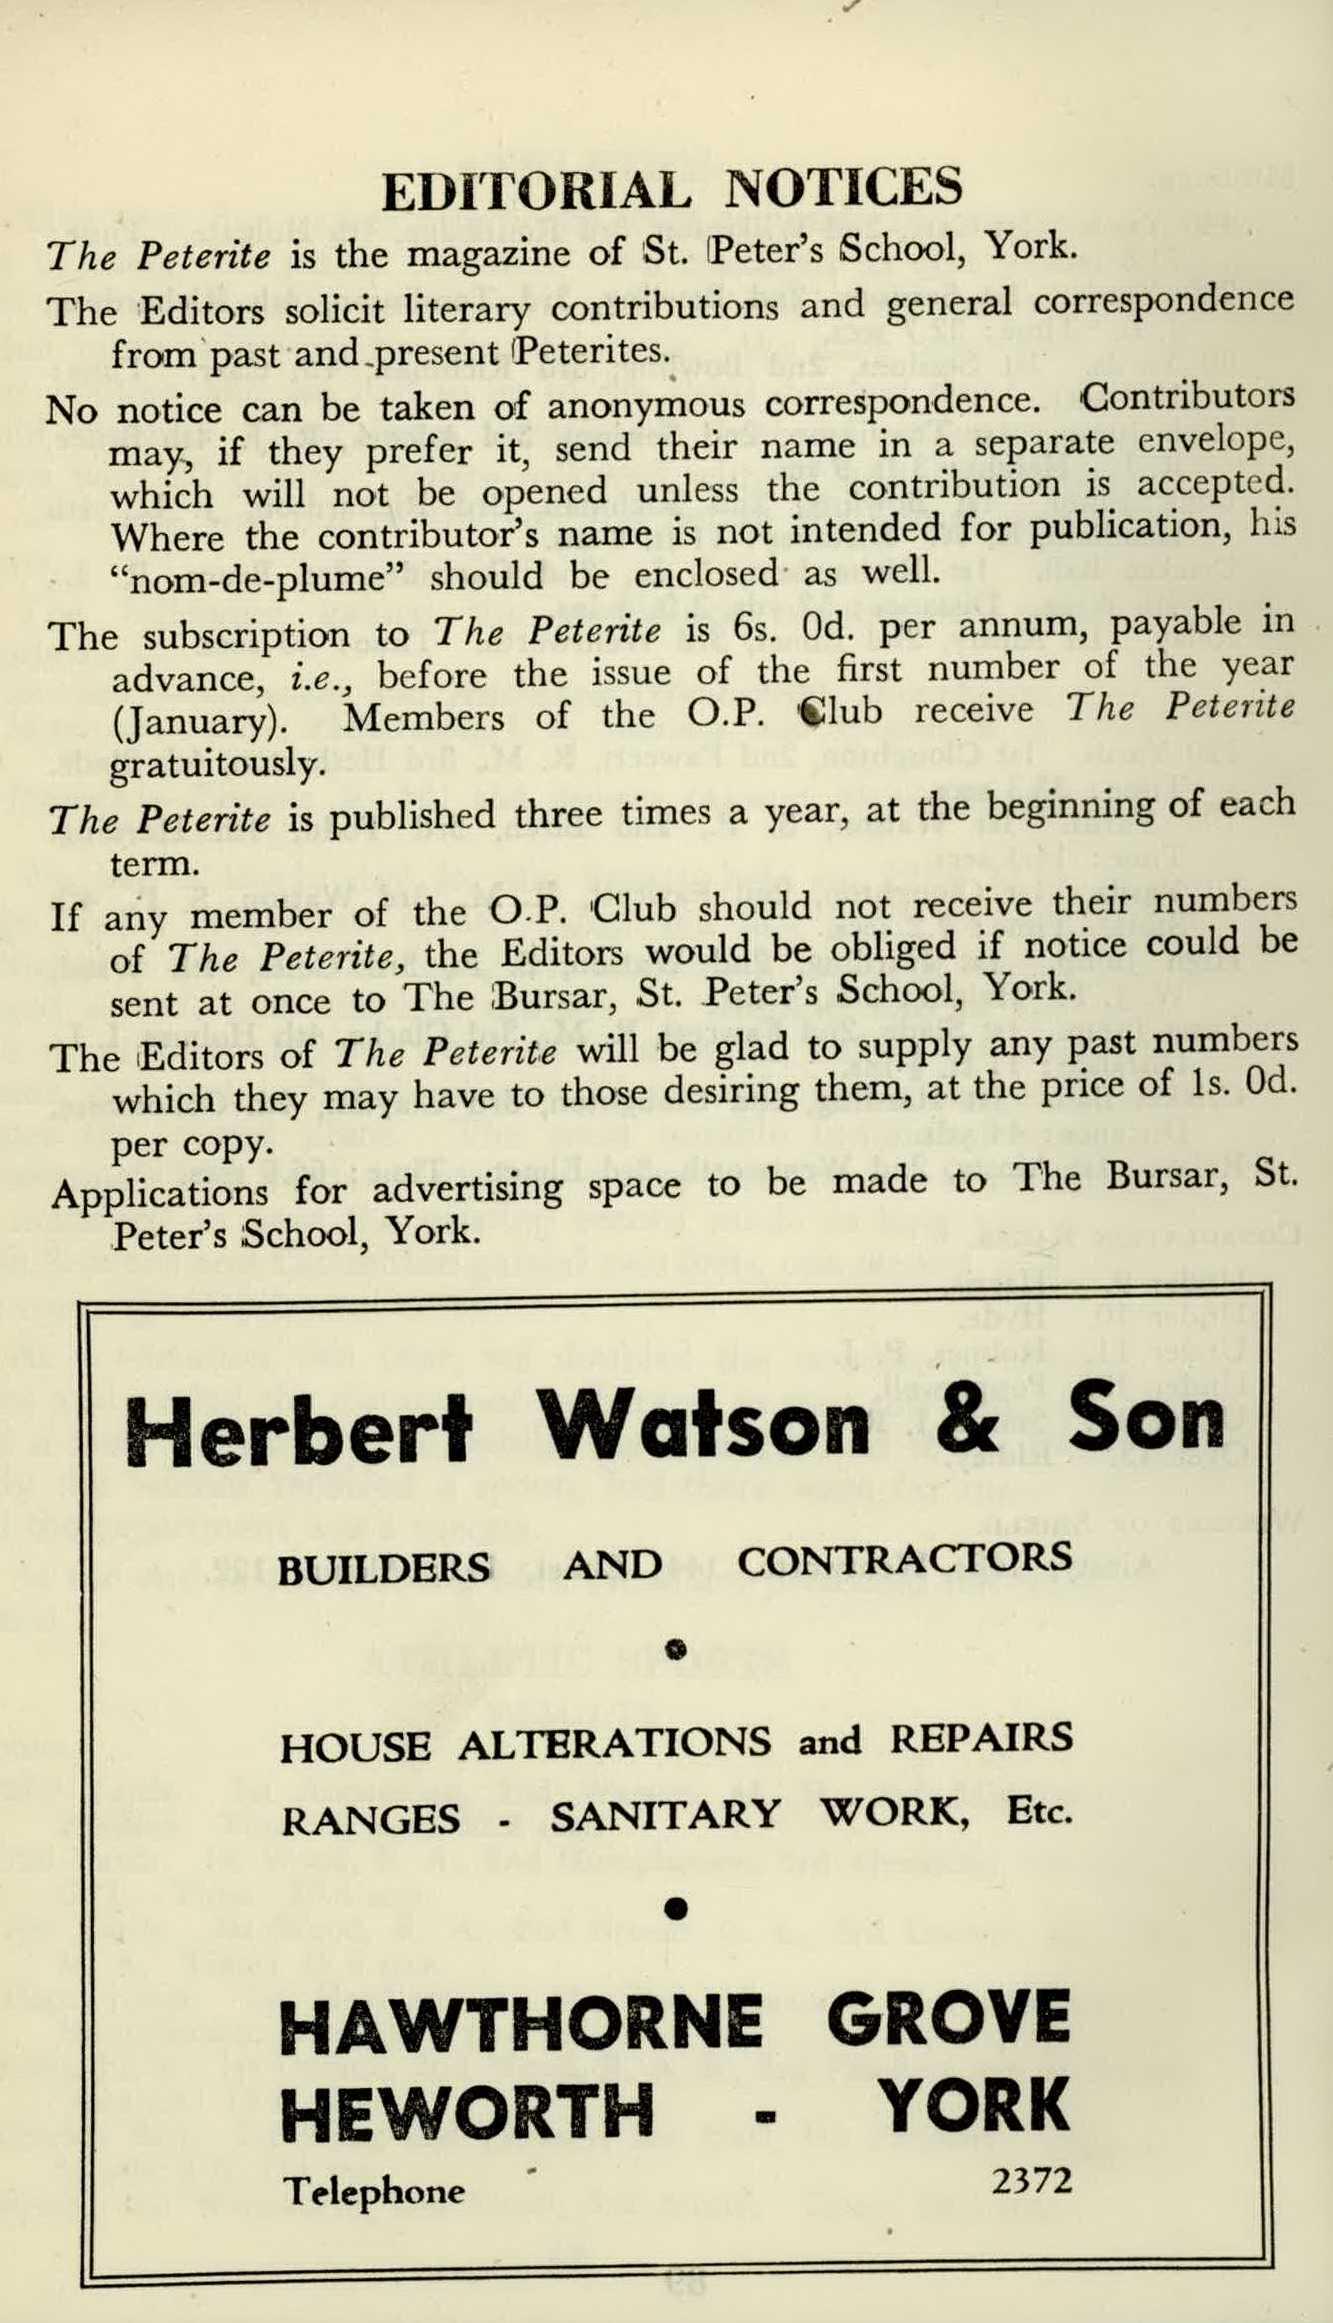 EDITORIAL NOTICES
The Peterite is the magazine of St. Peter's School, York.
The Editors solicit literary contributions and general correspondence
from past and present Peterites.
No notice can be taken of anonymous correspondence. Contributors
may, if they prefer it, send their name in a separate envelope,
which will not be opened unless the contribution is accepted.
Where the contributor's name is not intended for publication, his
“nom-de-plume” should be enclosed as well.
The subscription to The Peterite is 6s. 0d. per annum, payable in
advance, i.e., before the issue of the first number of the year
(January). Members of the O.P. Club receive The Peterite
gratuitously.
The Peterite is published three times a year, at the beginning of each
term.
If any member of the O.P. Club should not receive their numbers
of The Peterite, the Editors would be obliged if notice could be
sent at once to The Bursar, St. Peter's School, York.
The Editors of The Peterite will be glad to supply any past numbers
which they may have to those desiring them, at the price of 1s. 0d.
per copy.
Applications for advertising space to be made to The Bursar, St.
Peter's School, York.
Herbert Watson & Son
BUILDERS AND CONTRACTORS
HOUSE ALTERATIONS and REPAIRS
RANGES - SANITARY WORK, Etc.
HAWTHORNE GROVE
HEWORTH - YORK
Telephone 2372